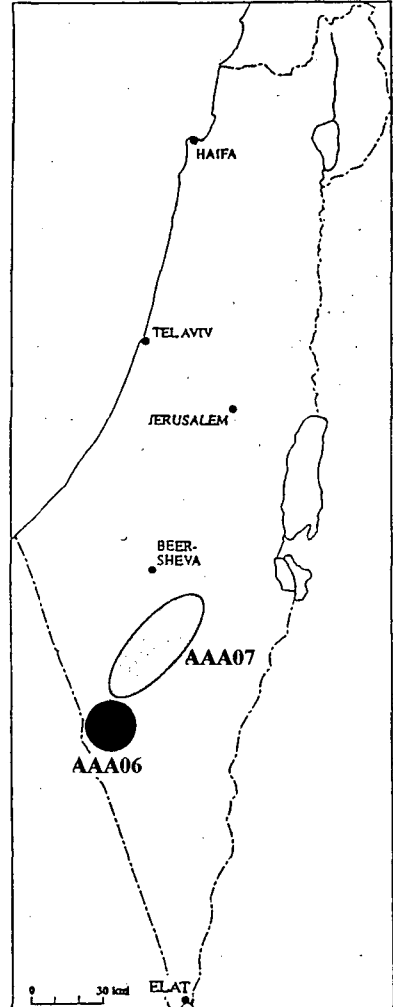 HAIFA
TEL AVIV
JERUSALEM
BEER-
SHEVA
AAA07
AAA06
0 30 km
ELAT